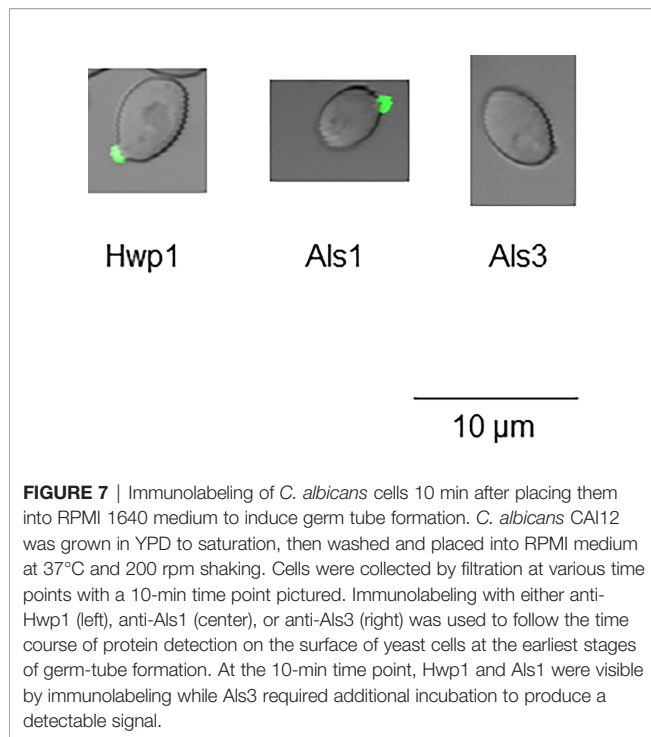 Hwp1 Als1 Als3
10 µm
FIGURE 7 | Immunolabeling of C. albicans cells 10 min after placing them
into RPMI 1640 medium to induce germ tube formation. C. albicans CAI12
was grown in YPD to saturation, then washed and placed into RPMI medium
at 37°C and 200 rpm shaking. Cells were collected by filtration at various time
points with a 10-min time point pictured. Immunolabeling with either anti-
Hwp1 (left), anti-Als1 (center), or anti-Als3 (right) was used to follow the time
course of protein detection on the surface of yeast cells at the earliest stages
of germ-tube formation. At the 10-min time point, Hwp1 and Als1 were visible
by immunolabeling while Als3 required additional incubation to produce a
detectable signal.